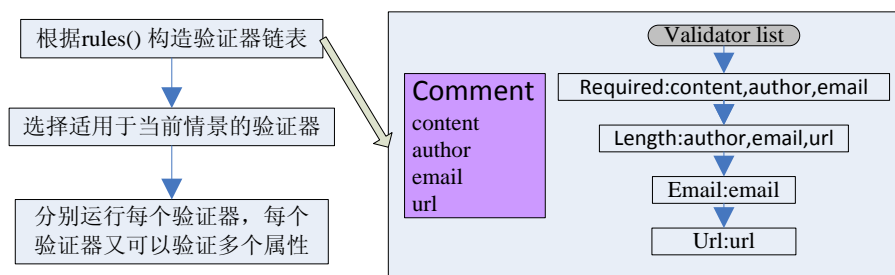 根据rules() 构造验证器链表
选择适用于当前情景的验证器
分别运行每个验证器，每个
验证器又可以验证多个属性
Comment
content
author
email
url
Validator list
Required:content,author,email
Length:author,email,url
Email:email
Url:url